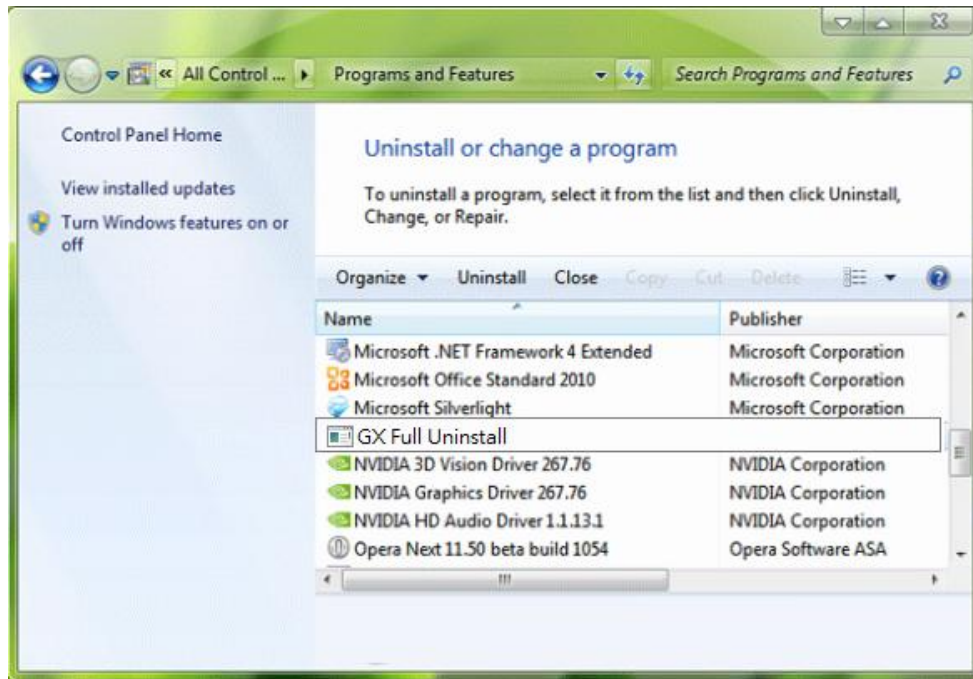 « All Control ... Programs and Features Search Programs and Features
Control Panel Home
View installed updates
Turn Windows features on or
off
Uninstall or change a program
To uninstall a program, select it from the list and then click Uninstall,
Change, or Repair.
Organize Uninstall Close Copy Cut Delete
Name Publisher
Microsoft .NET Framework 4 Extended Microsoft Corporation
Microsoft Office Standard 2010 Microsoft Corporation
Microsoft Silverlight Microsoft Corporation
GX Full Uninstall
NVIDIA 3D Vision Driver 267.76 NVIDIA Corporation
NVIDIA Graphics Driver 267.76 NVIDIA Corporation
NVIDIA HD Audio Driver 1.1.13.1 NVIDIA Corporation
Opera Next 11.50 beta build 1054 Opera Software ASA